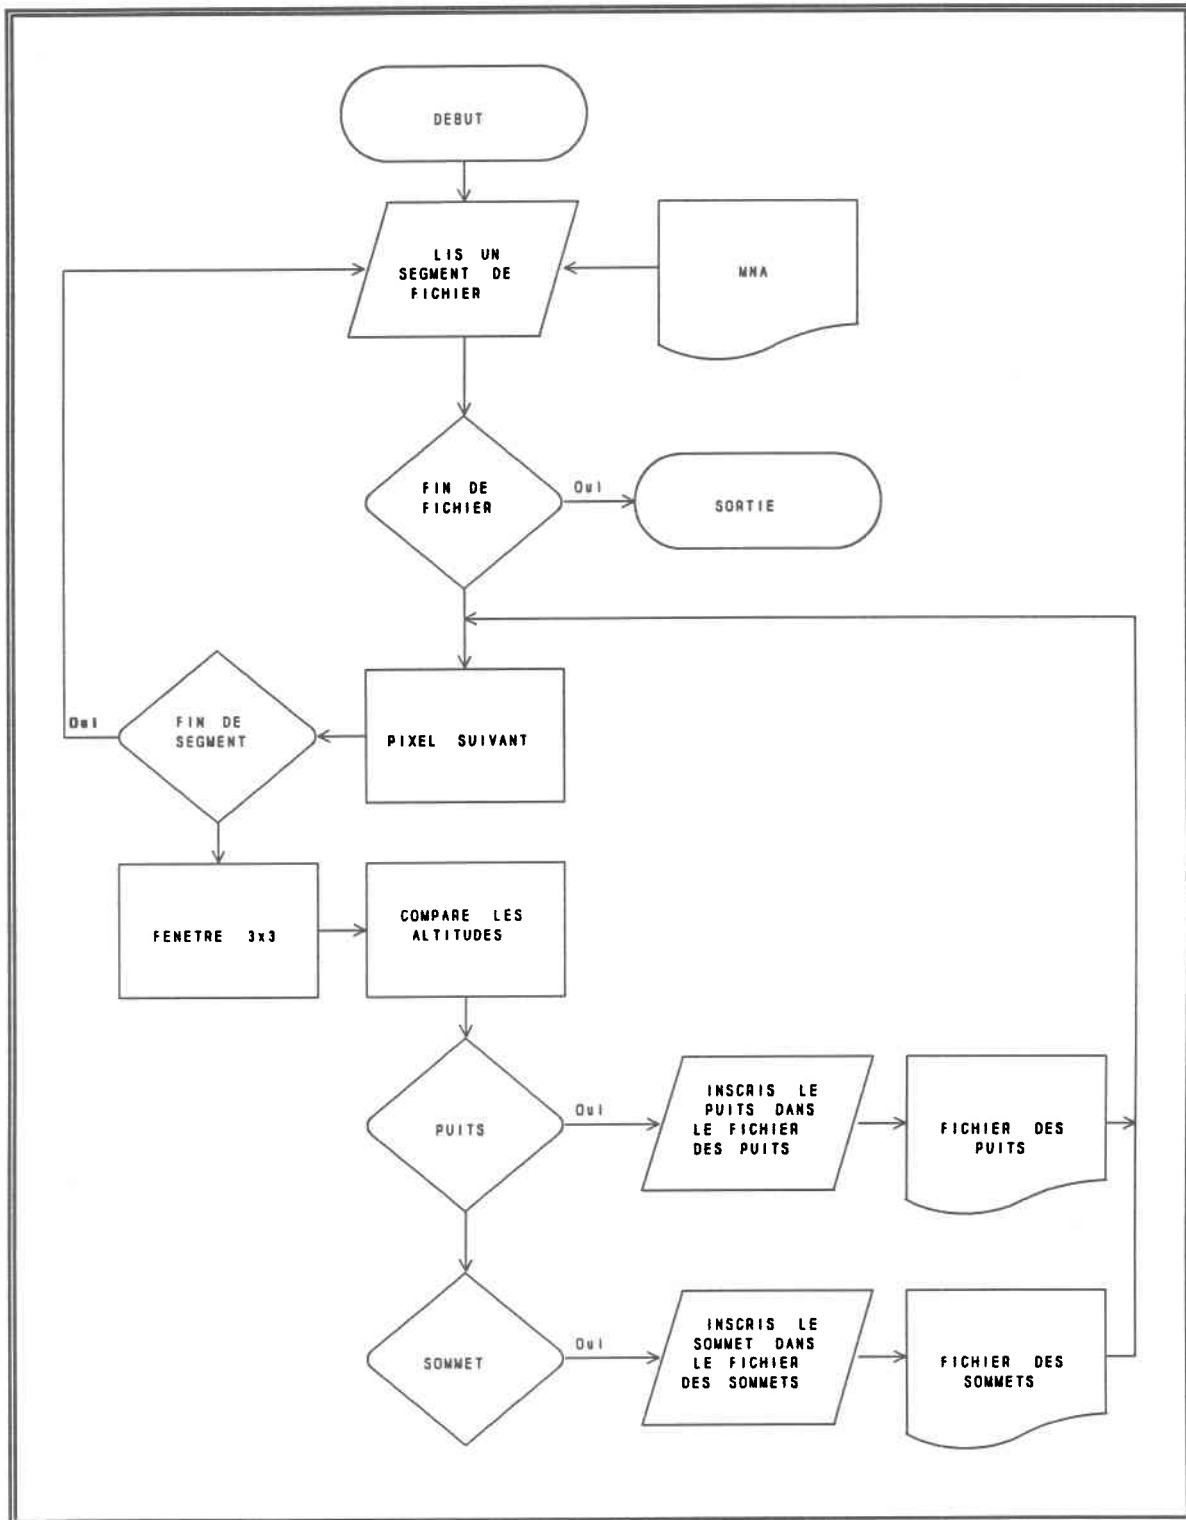 DEBUT
LIS UN
SEGMENT DE
FICHIER
MNA
FIN DE
FICHIER
Oui
SORTIE
Oui
FIN DE
SEGMENT
PIXEL SUIVANT
FENETRE 3x3
COMPARE LES
ALTITUDES
PUITS
Oui
INSCRIS LE
PUITS DANS
LE FICHIER
DES PUITS
FICHIER DES
PUITS
SOMMET
Oui
INSCRIS LE
SOMMET DANS
LE FICHIER
DES SOMMETS
FICHIER DES
SOMMETS